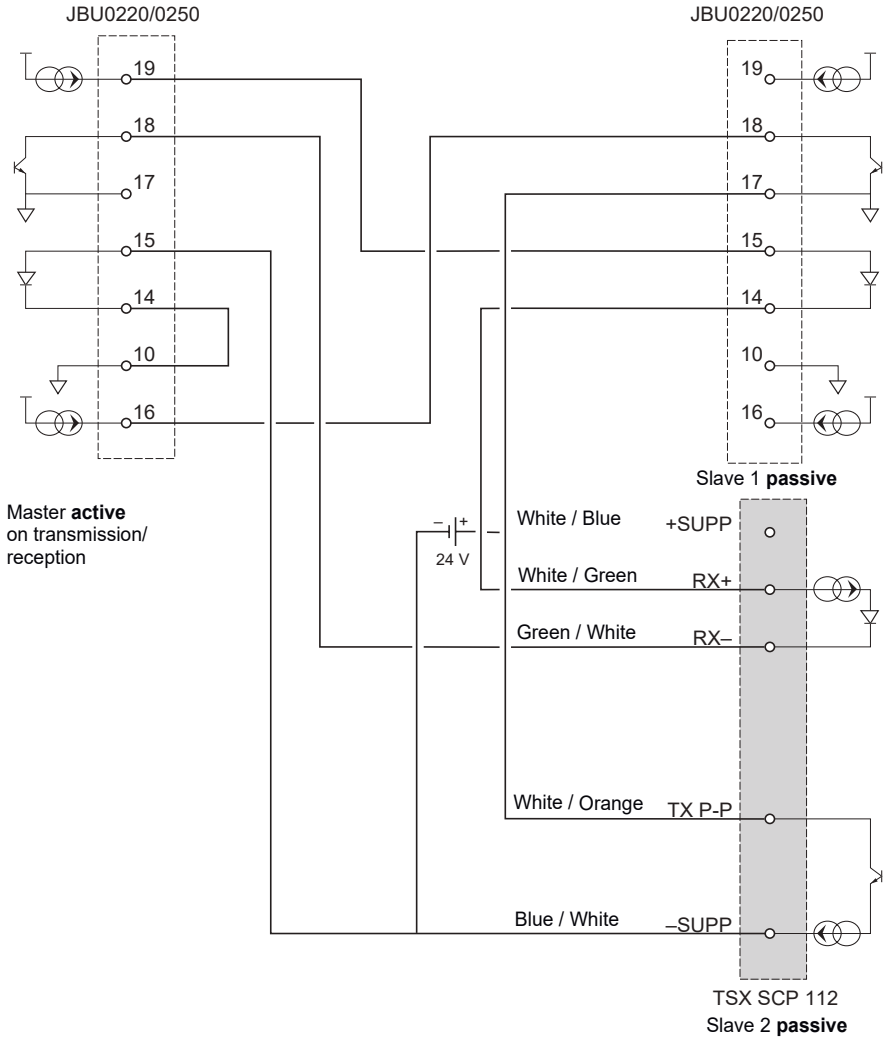 JBU0220/0250
19
18
17
15
14
10
16
Master active
on transmission/
reception
JBU0220/0250
19
18
17
15
14
10
16
Slave 1 passive
– +
24 V
White / Blue +SUPP
White / Green RX+
Green / White RX–
White / Orange TX P-P
Blue / White –SUPP
TSX SCP 112
Slave 2 passive